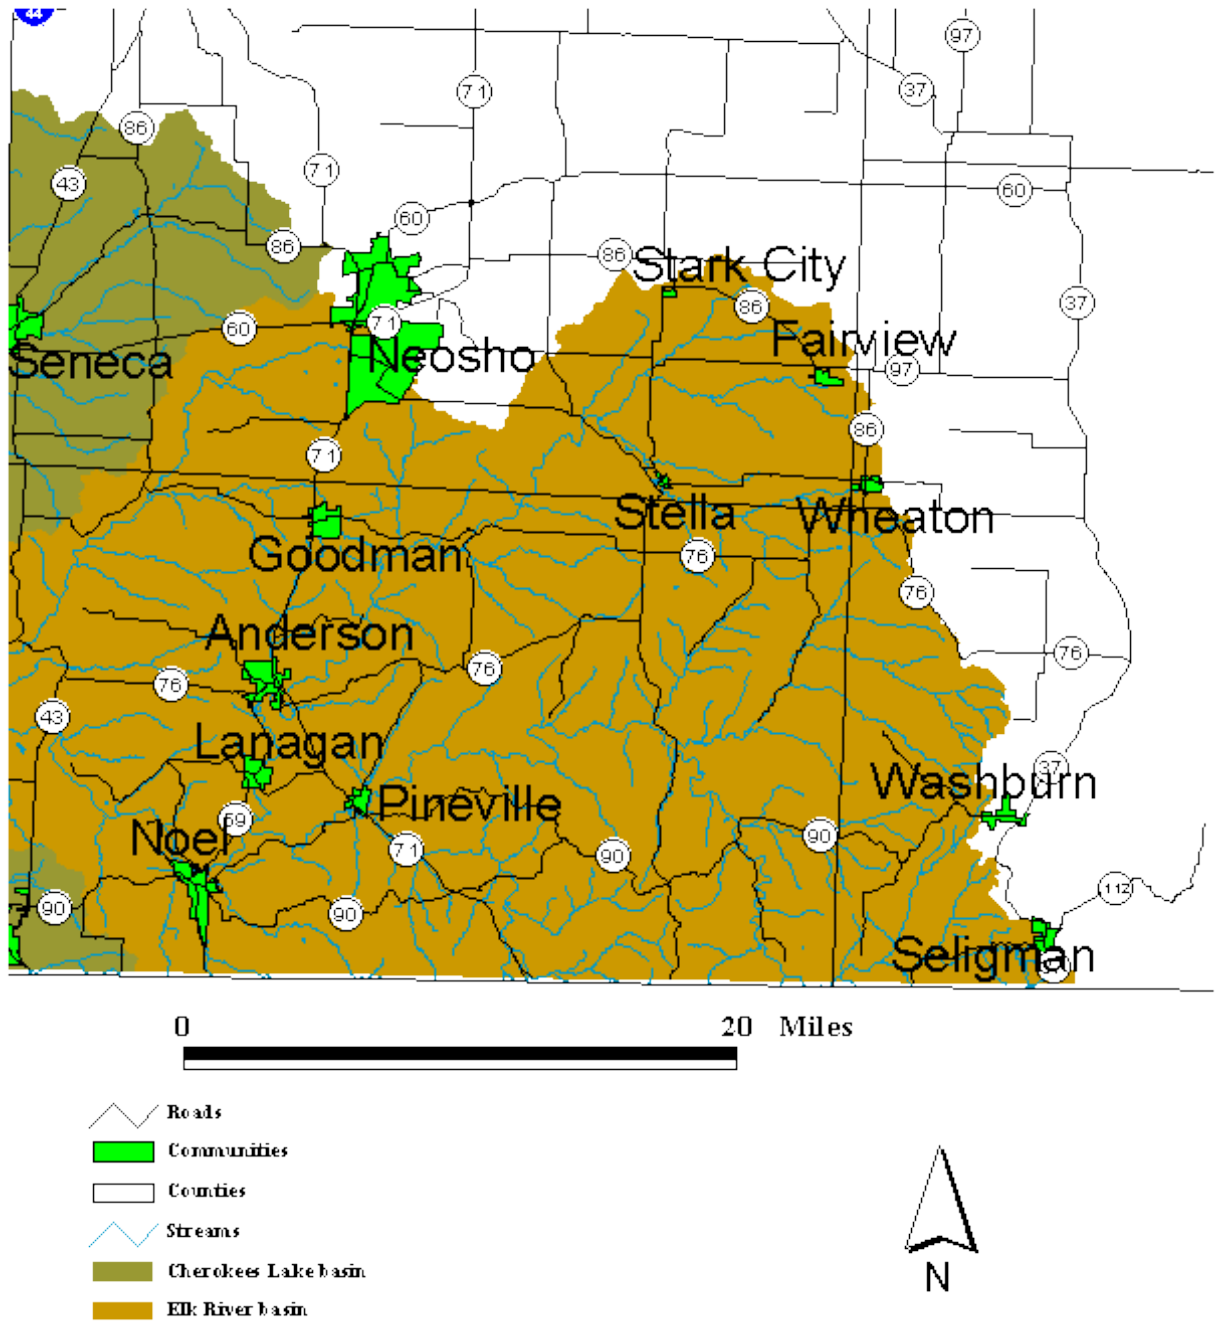 44
97
37
71
86
71
43
60
60
86
86
Stark City
37
86
71
60
Fairview
Neosho
Seneca
97
86
71
Stella
Wheaton
Goodman
76
76
Anderson
76
76
76
43
Lanagan
37
Washburn
Pineville
59
Noel
90
71
90
112
90
90
Seligman
0 20 Miles
Roads
Communities
Counties
Streams
Cherokees Lake basin
Elk River basin
N